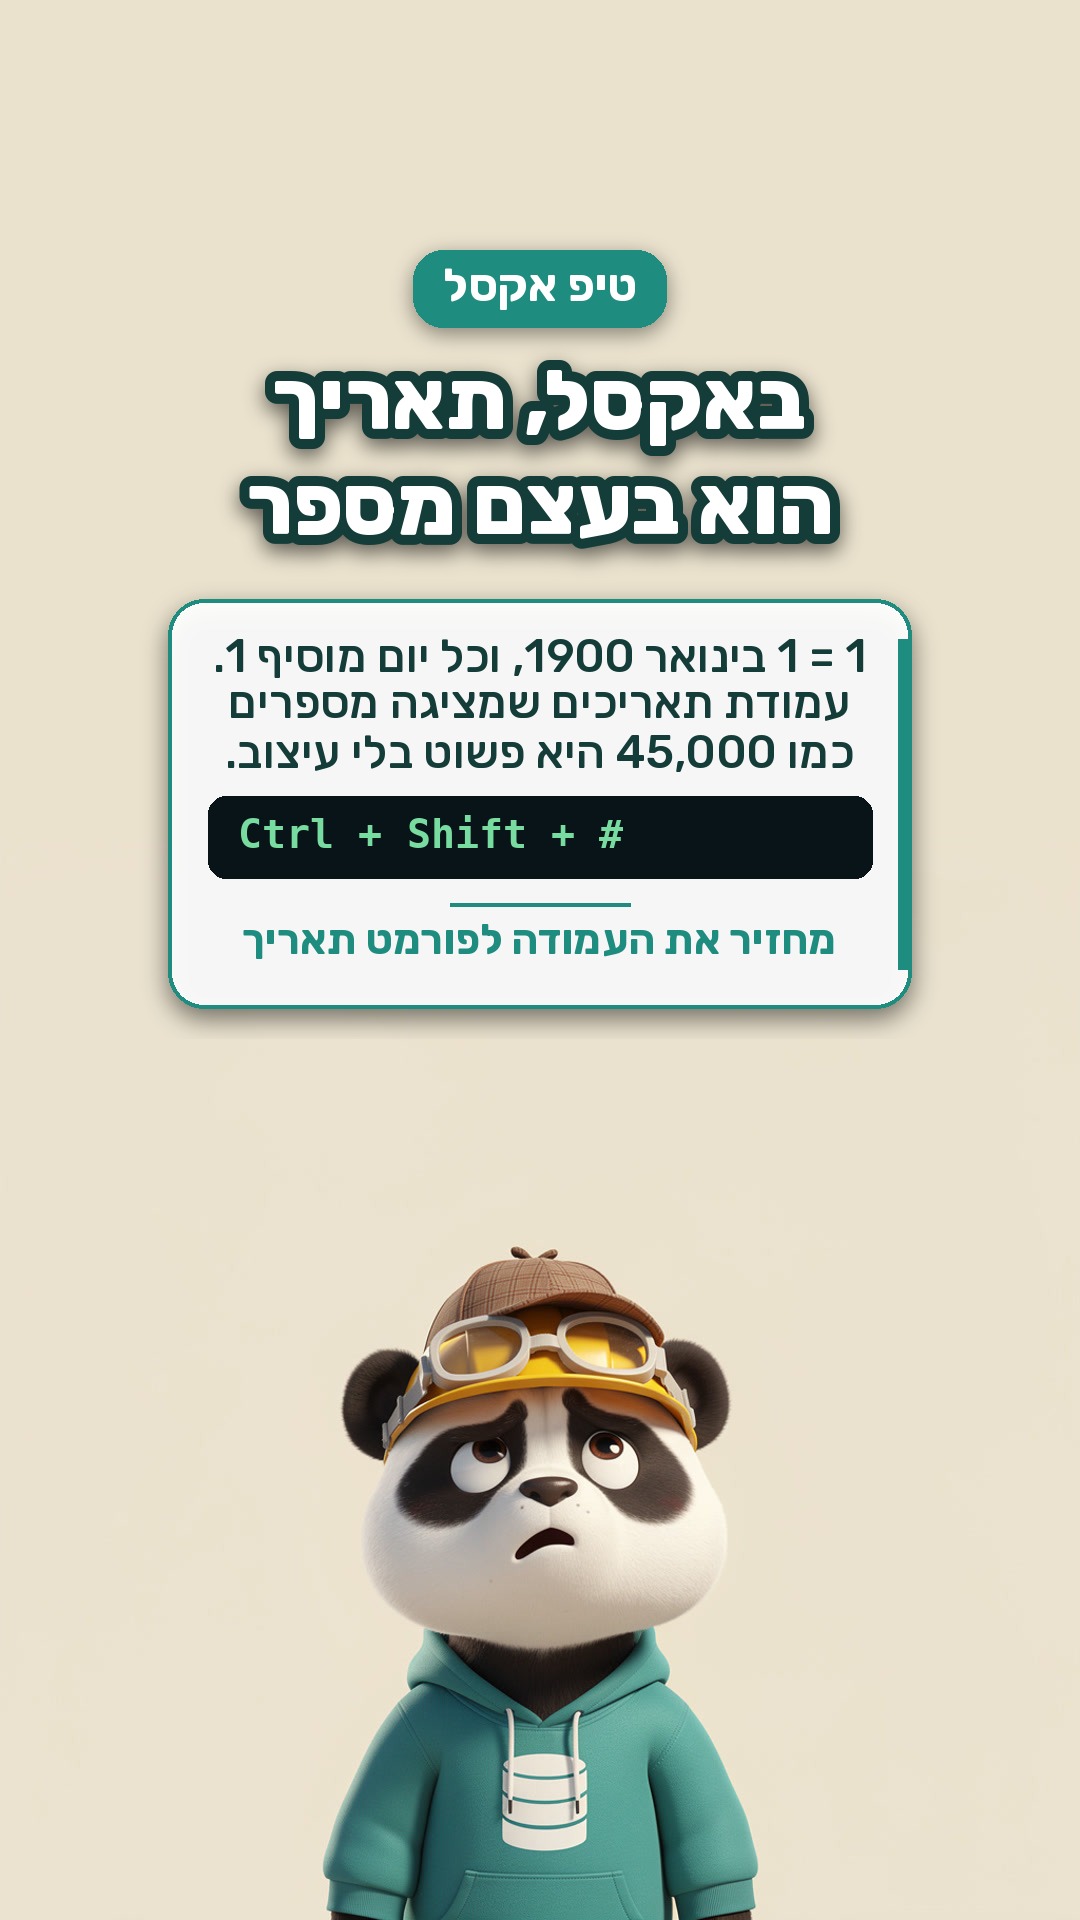 טיפ אקסל
באקסל, תאריך
הוא בעצם מספר
1 = 1 בינואר 1900, וכל יום מוסיף 1.
עמודת תאריכים שמציגה מספרים
כמו 45,000 היא פשוט בלי עיצוב.
Ctrl + Shift + #
מחזיר את העמודה לפורמט תאריך